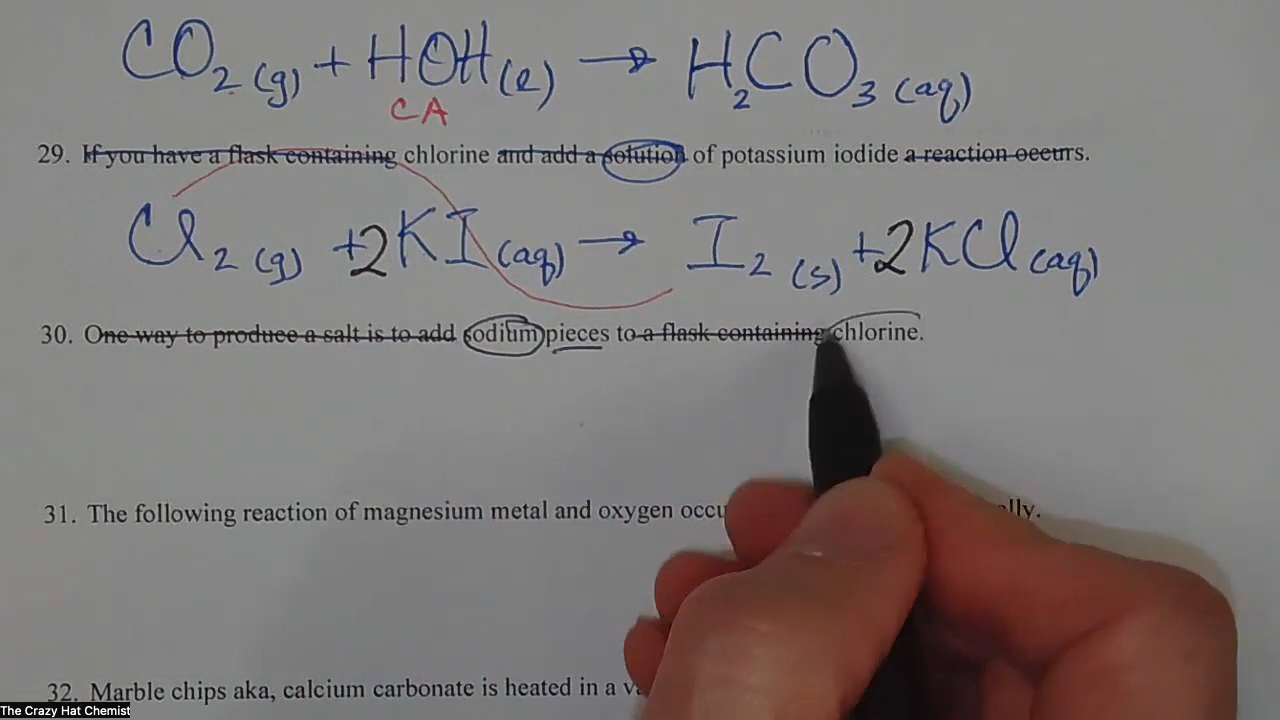 CO₂(g) + HOH(l) → H₂CO₃(aq)
CA
29. If you have a flask containing chlorine and add a solution of potassium iodide a reaction occurs.
Cl₂(g) + 2KI(aq) → I₂(s) + 2KCl(aq)
30. One way to produce a salt is to add sodium pieces to a flask containing chlorine.
31. The following reaction of magnesium metal and oxygen
32. Marble chips aka, calcium carbonate is heated in a
The Crazy Hat Chemist